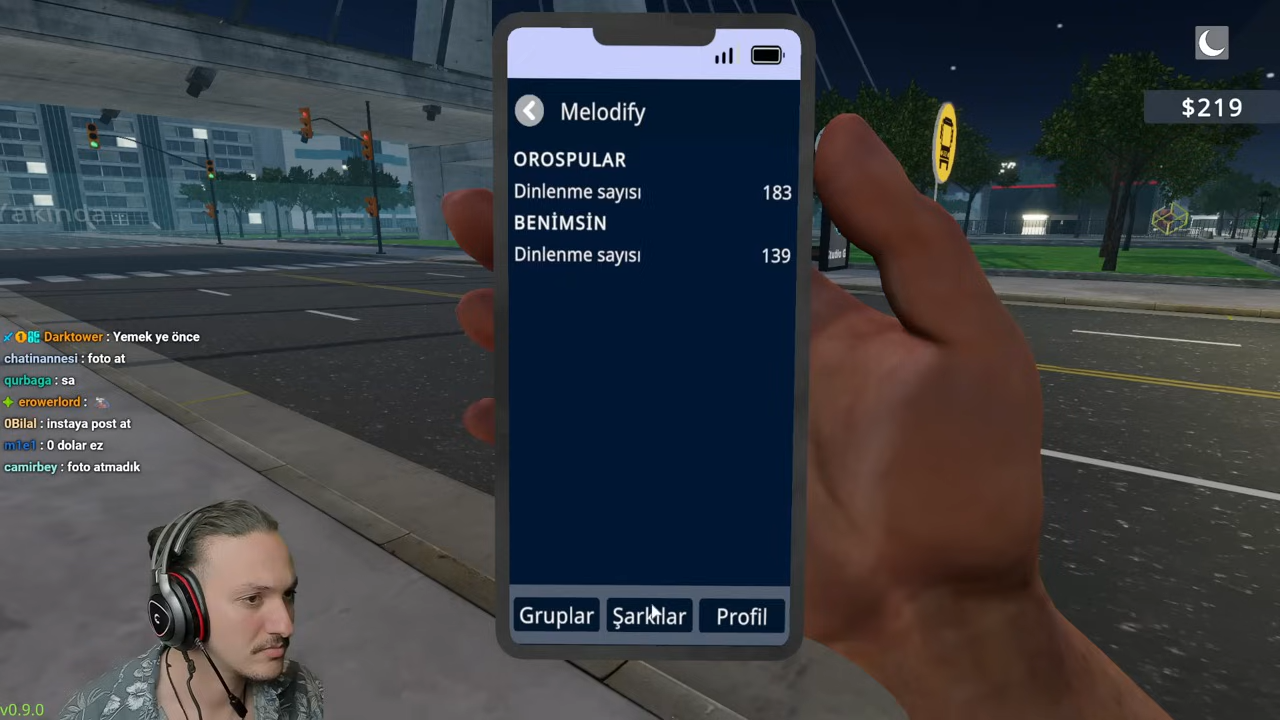 Melodify
$219
OROSPULAR
Dinlenme sayısı 183
BENİMSİN
Dinlenme sayısı 139
Yakında
Studio G
Darktower : Yemek ye önce
chatinannesi : foto at
qurbaga : sa
erowerlord :
0Bilal : instaya post at
m1e1 : 0 dolar ez
camirbey : foto atmadık
Gruplar Şarkılar Profil
v0.9.0